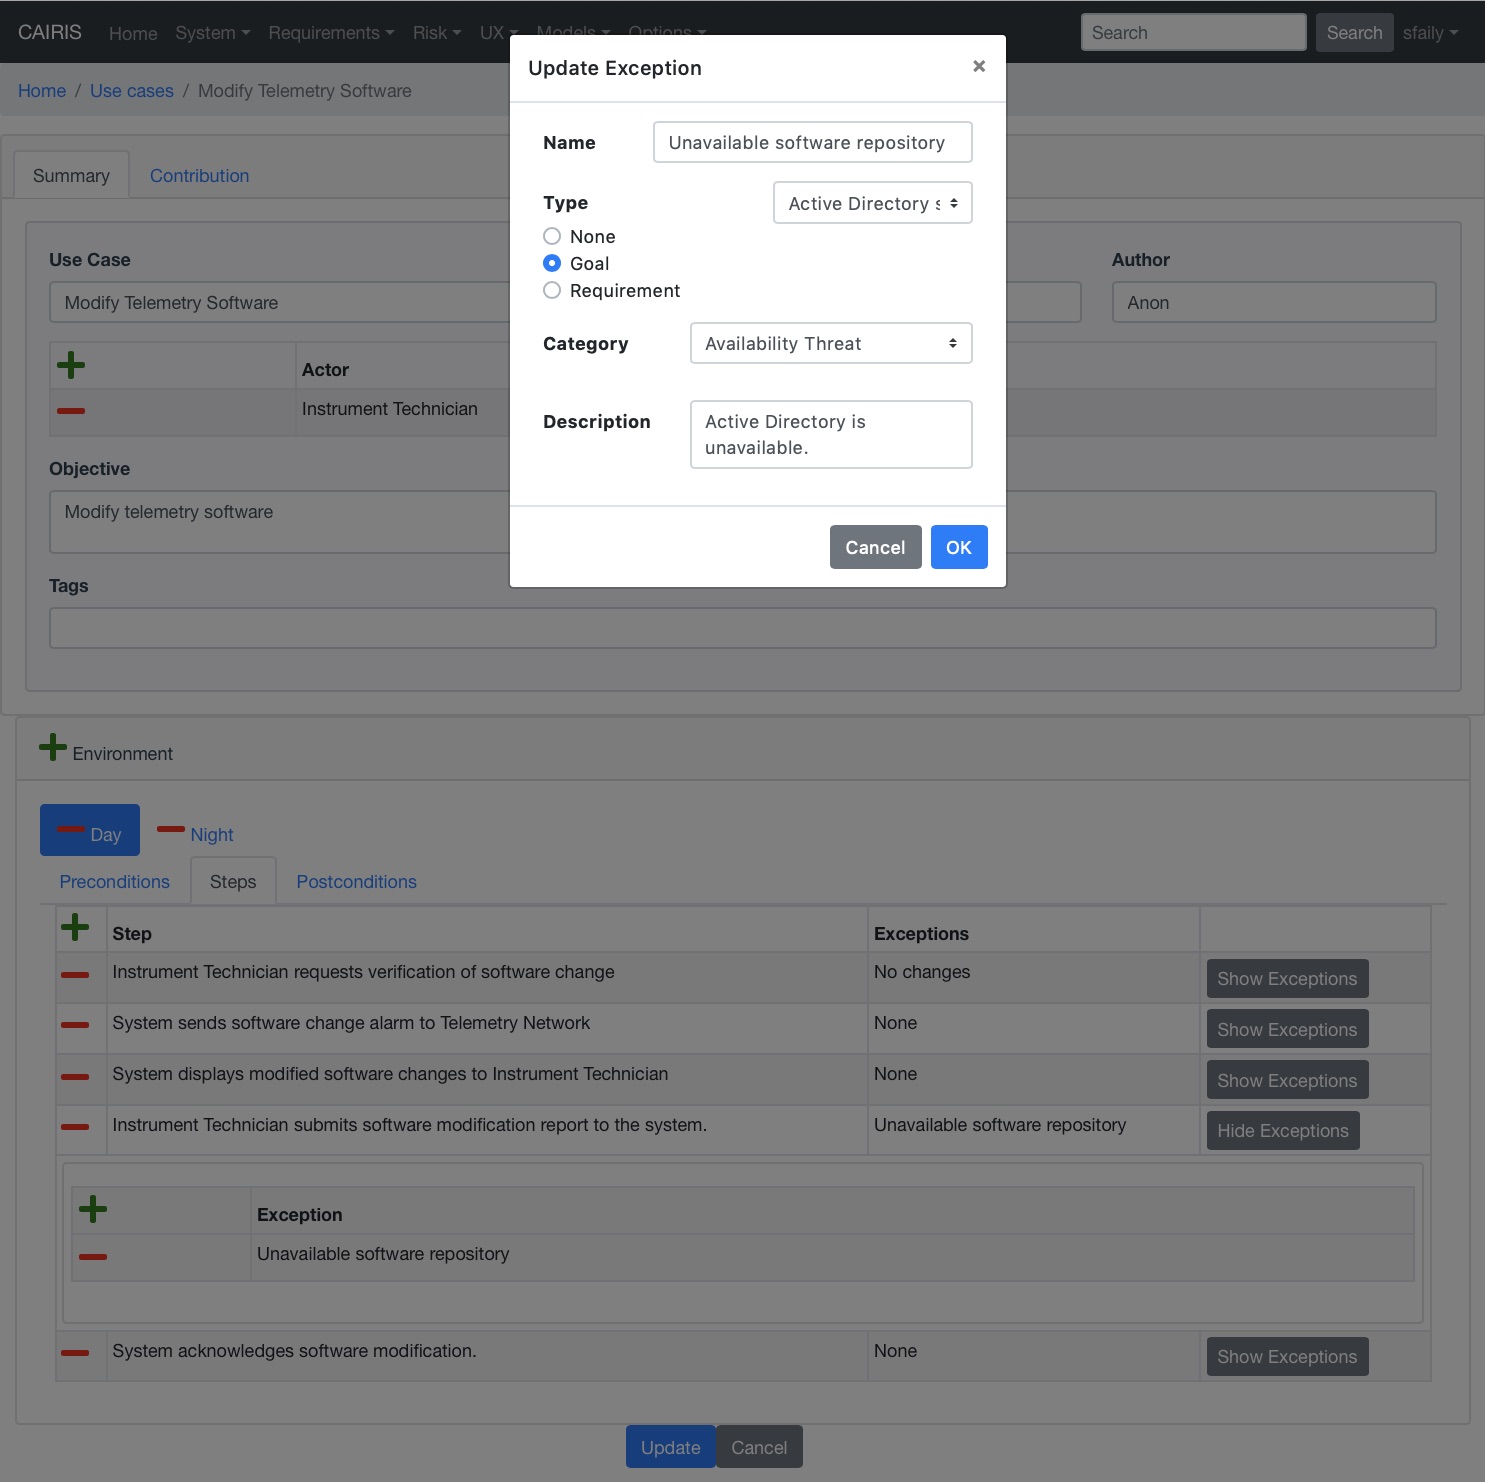 CAIRIS Home System Requirements Risk UX Models Options Search Search sfaily
Home / Use cases / Modify Telemetry Software
Update Exception ×
Name Unavailable software repository
Type Active Directory
None
Goal
Requirement
Category Availability Threat
Description Active Directory is
unavailable.
Cancel OK
Summary Contribution
Use Case Author
Modify Telemetry Software Anon
Actor
Instrument Technician
Objective
Modify telemetry software
Tags
Environment
Day Night
Preconditions Steps Postconditions
Step Exceptions
Instrument Technician requests verification of software change No changes Show Exceptions
System sends software change alarm to Telemetry Network None Show Exceptions
System displays modified software changes to Instrument Technician None Show Exceptions
Instrument Technician submits software modification report to the system. Unavailable software repository Hide Exceptions
Exception
Unavailable software repository
System acknowledges software modification. None Show Exceptions
Update Cancel